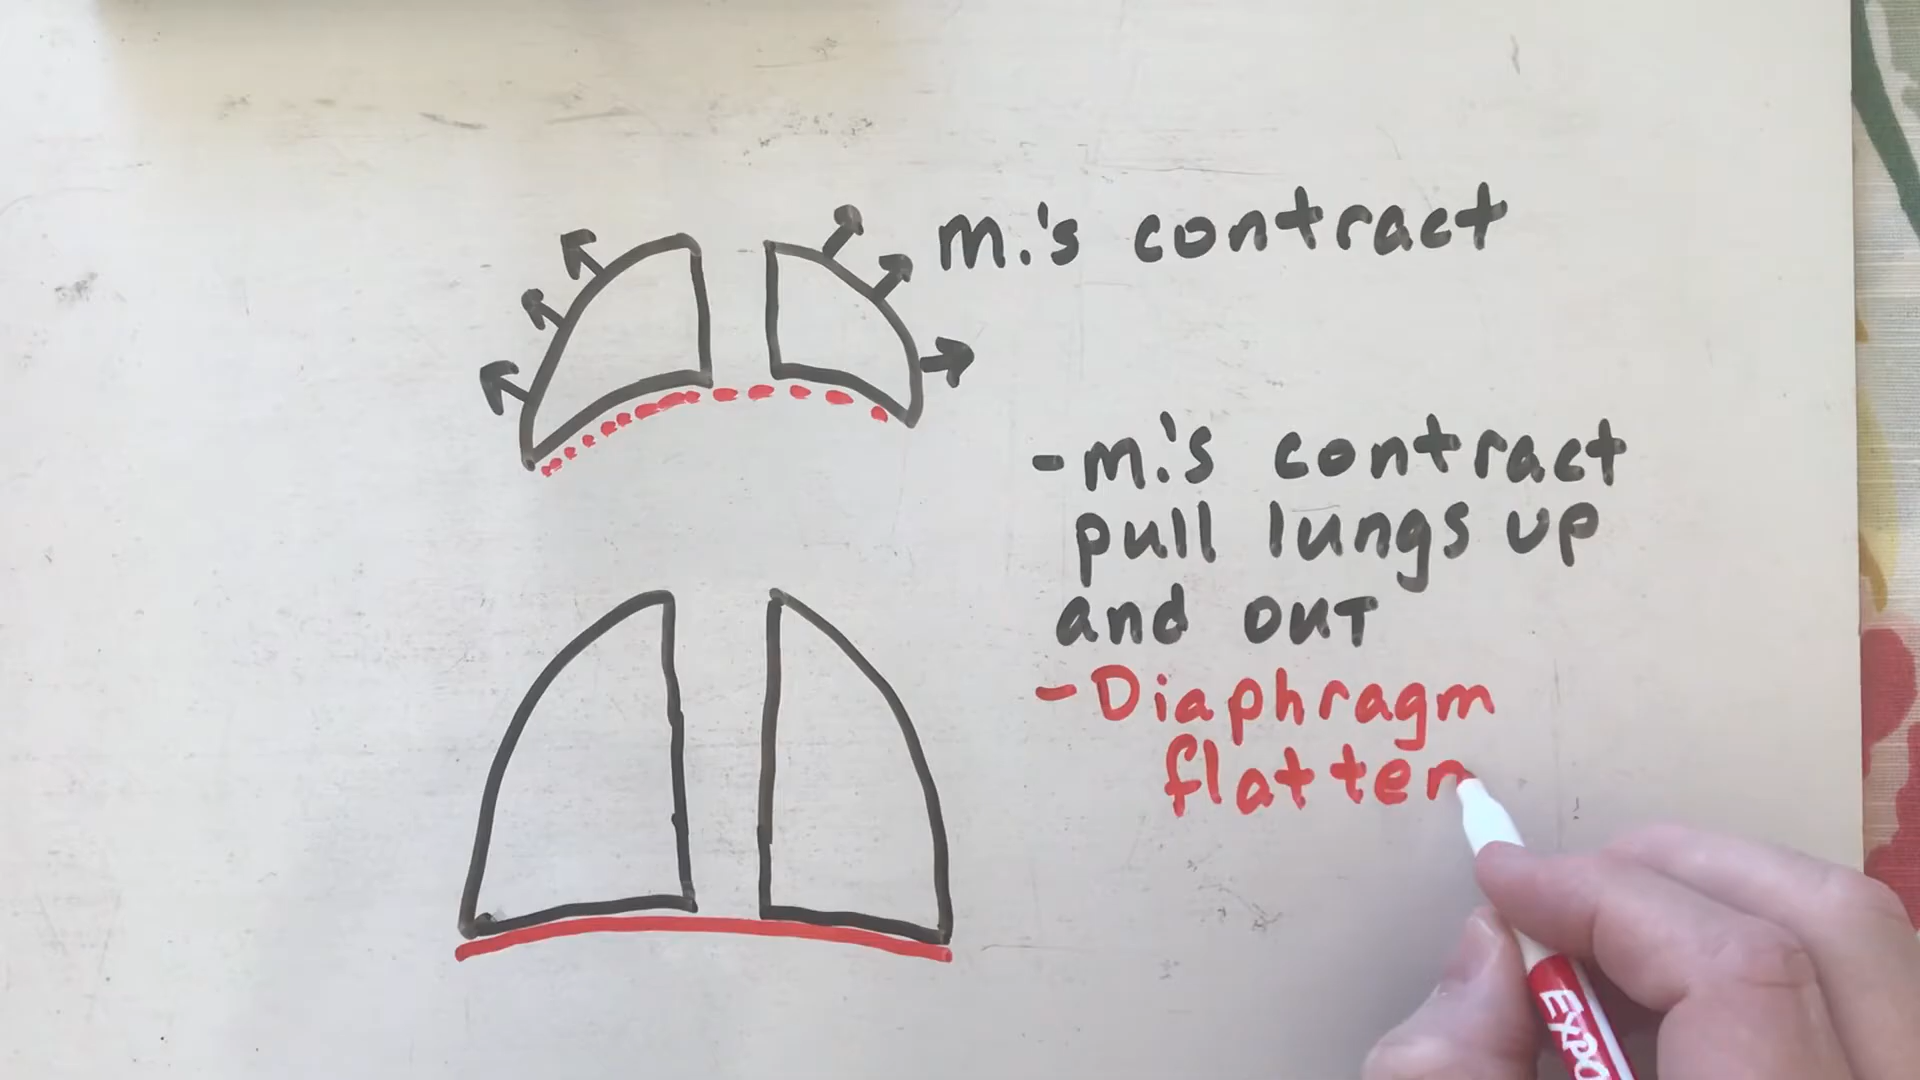 m.'s contract
-m.'s contract
pull lungs up
and out
-Diaphragm
flatten
EXPO